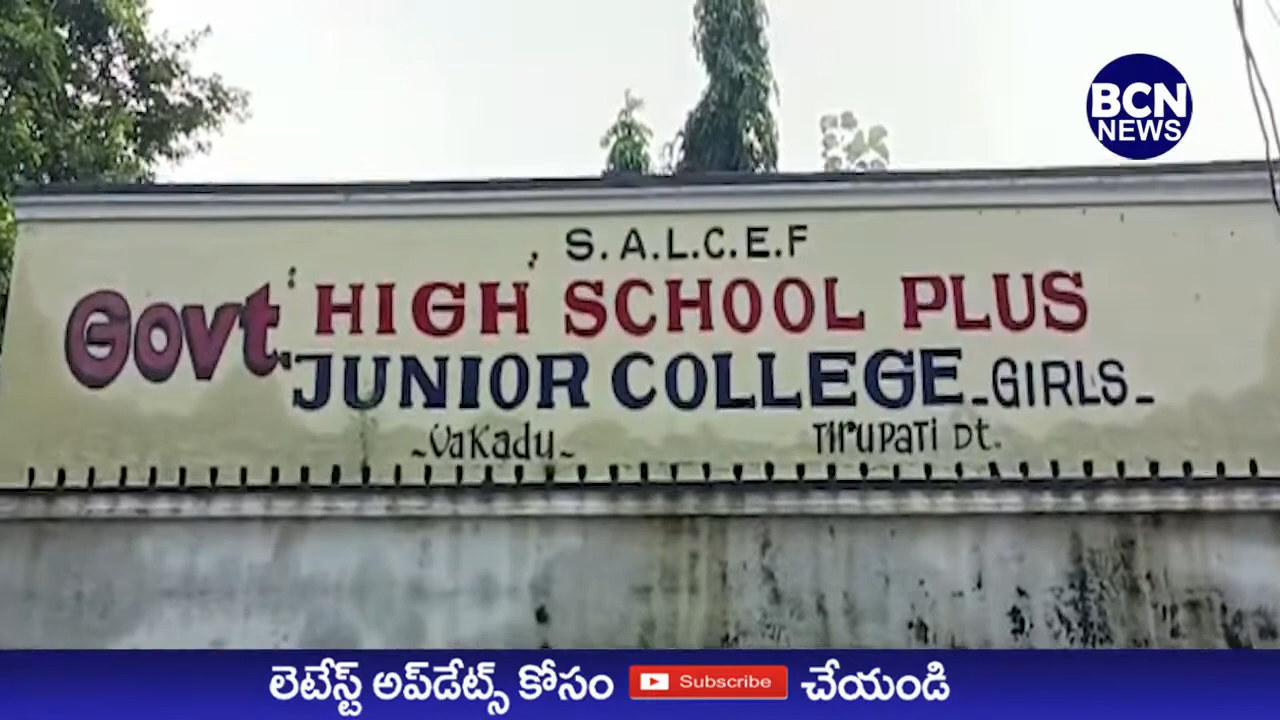 BCN
NEWS
S.A.L.C.E.F
Govt HIGH SCHOOL PLUS
JUNIOR COLLEGE - GIRLS -
~Vakadu~ Tirupati Dt.
లెటేస్ట్ అప్‌డేట్స్ కోసం Subscribe చేయండి